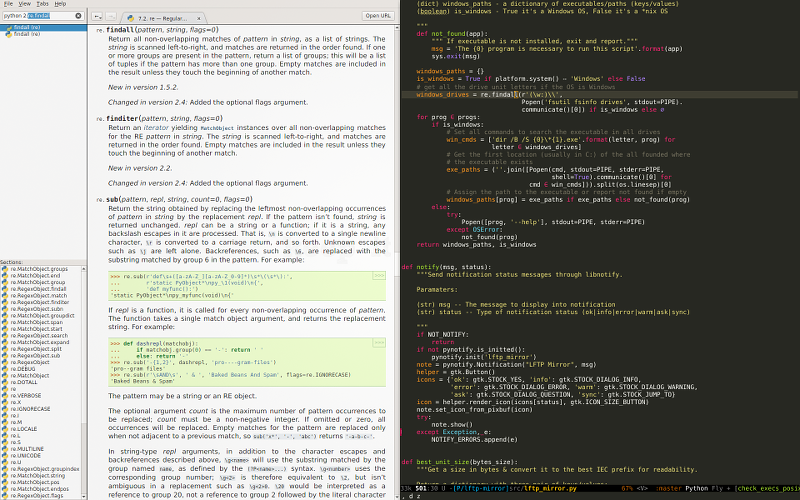 File View Tabs Help
python 2 re.findall
7.2. re — Regular...
Open URL
findall (re)
findall (re)
Sections:
re.MatchObject.groups
re.MatchObject.end
re.MatchObject.group
re.RegexObject.findall
re.RegexObject.match
re.RegexObject.finditer
re.RegexObject.subn
re.MatchObject.groupdict
re.MatchObject.span
re.MatchObject.start
re.RegexObject.search
re.MatchObject.expand
re.RegexObject.split
re.RegexObject.sub
re.RegexObject
re.DEBUG
re.MatchObject
re.DOTALL
re
re.VERBOSE
re.X
re.IGNORECASE
re.I
re.M
re.LOCALE
re.L
re.S
re.MULTILINE
re.UNICODE
re.U
re.RegexObject.groupindex
re.MatchObject.string
re.MatchObject.pos
re.MatchObject.endpos
re.RegexObject.flags
re.findall(pattern, string, flags=0)
Return all non-overlapping matches of pattern in string, as a list of strings. The
string is scanned left-to-right, and matches are returned in the order found. If one
or more groups are present in the pattern, return a list of groups; this will be a list
of tuples if the pattern has more than one group. Empty matches are included in
the result unless they touch the beginning of another match.
New in version 1.5.2.
Changed in version 2.4: Added the optional flags argument.
re.finditer(pattern, string, flags=0)
Return an iterator yielding MatchObject instances over all non-overlapping matches
for the RE pattern in string. The string is scanned left-to-right, and matches are
returned in the order found. Empty matches are included in the result unless they
touch the beginning of another match.
New in version 2.2.
Changed in version 2.4: Added the optional flags argument.
re.sub(pattern, repl, string, count=0, flags=0)
Return the string obtained by replacing the leftmost non-overlapping occurrences
of pattern in string by the replacement repl. If the pattern isn't found, string is
returned unchanged. repl can be a string or a function; if it is a string, any
backslash escapes in it are processed. That is, \n is converted to a single newline
character, \r is converted to a carriage return, and so forth. Unknown escapes
such as \j are left alone. Backreferences, such as \6, are replaced with the
substring matched by group 6 in the pattern. For example:
>>> re.sub(r'def\s+([a-zA-Z_][a-zA-Z_0-9]*)\s*\(\s*\):',
... r'static PyObject*\npy_\1(void)\n{',
... 'def myfunc():')
'static PyObject*\npy_myfunc(void)\n{'
If repl is a function, it is called for every non-overlapping occurrence of pattern.
The function takes a single match object argument, and returns the replacement
string. For example:
>>> def dashrepl(matchobj):
... if matchobj.group(0) == '-': return ' '
... else: return '-'
>>> re.sub('-{1,2}', dashrepl, 'pro----gram-files')
'pro--gram files'
>>> re.sub(r'\sAND\s', ' & ', 'Baked Beans And Spam', flags=re.IGNORECASE)
'Baked Beans & Spam'
The pattern may be a string or an RE object.
The optional argument count is the maximum number of pattern occurrences to
be replaced; count must be a non-negative integer. If omitted or zero, all
occurrences will be replaced. Empty matches for the pattern are replaced only
when not adjacent to a previous match, so sub('x*', '-', 'abc') returns '-a-b-c-'.
In string-type repl arguments, in addition to the character escapes and
backreferences described above, \g<name> will use the substring matched by the
group named name, as defined by the (?P<name>...) syntax. \g<number> uses the
corresponding group number; \g<2> is therefore equivalent to \2, but isn't
ambiguous in a replacement such as \g<2>0. \20 would be interpreted as a
reference to group 20, not a reference to group 2 followed by the literal character
(dict) windows_paths - a dictionary of executables/paths (keys/values)
(boolean) is_windows - True it's a Windows OS, False it's a *nix OS
"""
def not_found(app):
""" If executable is not installed, exit and report."""
msg = 'The {0} program is necessary to run this script'.format(app)
sys.exit(msg)
windows_paths = {}
is_windows = True if platform.system() == 'Windows' else False
# get all the drive unit letters if the OS is Windows
windows_drives = re.findall(r'(\w:)\\',
Popen('fsutil fsinfo drives', stdout=PIPE).
communicate()[0]) if is_windows else
for prog progs:
if is_windows:
# Set all commands to search the executable in all drives
win_cmds = ['dir /B /S {0}\*{1}.exe'.format(letter, prog) for
letter windows_drives]
# Get the first location (usually in C:) of the all founded where
# the executable exists
exe_paths = (''.join([Popen(cmd, stdout=PIPE, stderr=PIPE,
shell=True).communicate()[0] for
cmd win_cmds])).split(os.linesep)[0]
# Assign the path to the executable or report not found if empty
windows_paths[prog] = exe_paths if exe_paths else not_found(prog)
else:
try:
Popen([prog, '--help'], stdout=PIPE, stderr=PIPE)
except OSError:
not_found(prog)
return windows_paths, is_windows
def notify(msg, status):
"""Send notification status messages through libnotify.
Paramaters:
(str) msg -- The message to display into notification
(str) status -- Type of notification status (ok|info|error|warm|ask|sync)
"""
if NOT_NOTIFY:
return
if not pynotify.is_initted():
pynotify.init('lftp_mirror')
note = pynotify.Notification("LFTP Mirror", msg)
helper = gtk.Button()
icons = {'ok': gtk.STOCK_YES, 'info': gtk.STOCK_DIALOG_INFO,
'error': gtk.STOCK_DIALOG_ERROR, 'warm': gtk.STOCK_DIALOG_WARNING,
'ask': gtk.STOCK_DIALOG_QUESTION, 'sync': gtk.STOCK_JUMP_TO}
icon = helper.render_icon(icons[status], gtk.ICON_SIZE_BUTTON)
note.set_icon_from_pixbuf(icon)
try:
note.show()
except Exception, e:
NOTIFY_ERRORS.append(e)
def best_unit_size(bytes_size):
"""Get a size in bytes & convert it to the best IEC prefix for readability.
33k 501:38 U -(P)/lftp-mirror/src/lftp_mirror.py 67% <V> :master Python Fly + [check_execs_posix
, d z